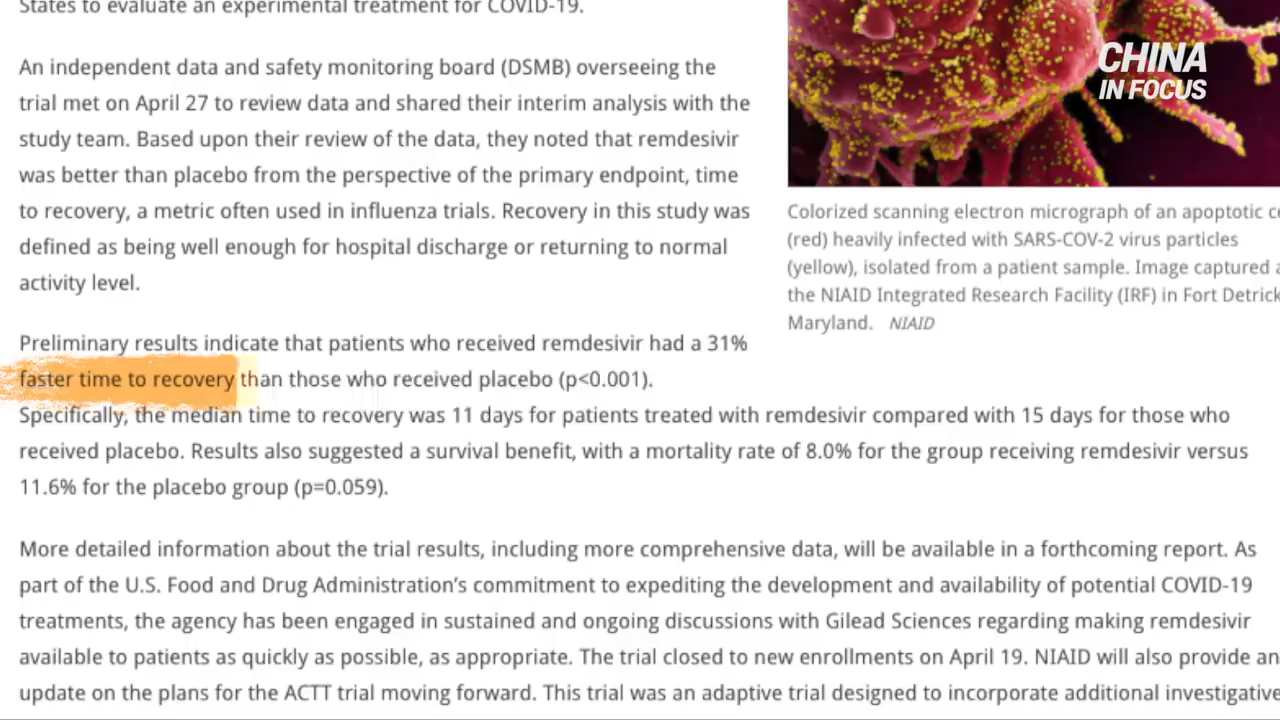 States to evaluate an experimental treatment for COVID-19.
An independent data and safety monitoring board (DSMB) overseeing the
trial met on April 27 to review data and shared their interim analysis with the
study team. Based upon their review of the data, they noted that remdesivir
was better than placebo from the perspective of the primary endpoint, time
to recovery, a metric often used in influenza trials. Recovery in this study was
defined as being well enough for hospital discharge or returning to normal
activity level.
CHINA
IN FOCUS
Colorized scanning electron micrograph of an apoptotic
(red) heavily infected with SARS-COV-2 virus particles
(yellow), isolated from a patient sample. Image captured
the NIAID Integrated Research Facility (IRF) in Fort Detrick
Maryland. NIAID
Preliminary results indicate that patients who received remdesivir had a 31%
faster time to recovery than those who received placebo (p<0.001).
Specifically, the median time to recovery was 11 days for patients treated with remdesivir compared with 15 days for those who
received placebo. Results also suggested a survival benefit, with a mortality rate of 8.0% for the group receiving remdesivir versus
11.6% for the placebo group (p=0.059).
More detailed information about the trial results, including more comprehensive data, will be available in a forthcoming report. As
part of the U.S. Food and Drug Administration’s commitment to expediting the development and availability of potential COVID-19
treatments, the agency has been engaged in sustained and ongoing discussions with Gilead Sciences regarding making remdesivir
available to patients as quickly as possible, as appropriate. The trial closed to new enrollments on April 19. NIAID will also provide an
update on the plans for the ACTT trial moving forward. This trial was an adaptive trial designed to incorporate additional investigative